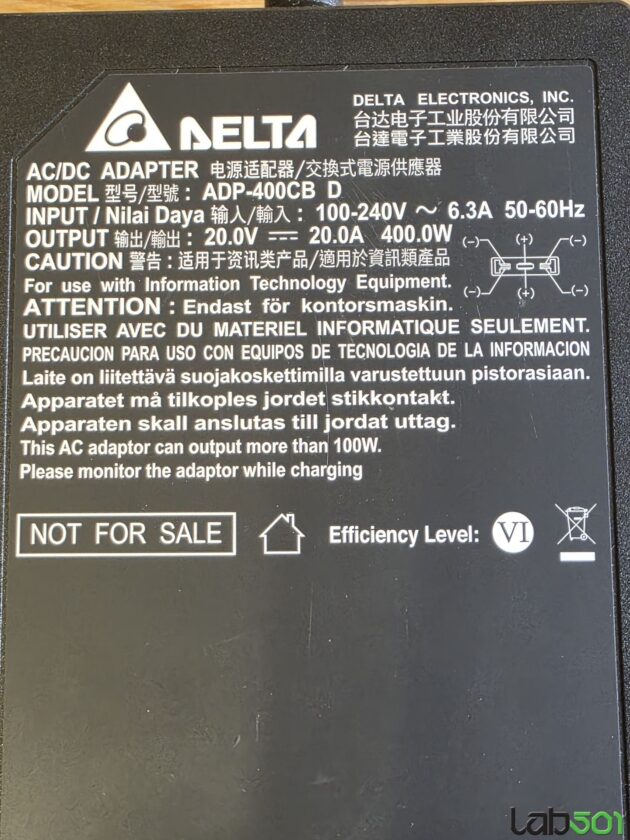 DELTA
DELTA ELECTRONICS, INC.
台达电子工业股份有限公司
台達電子工業股份有限公司
AC/DC ADAPTER 电源适配器/交換式電源供應器
MODEL 型号/型號 : ADP-400CB D
INPUT / Nilai Daya 输入/輸入 : 100-240V ～ 6.3A 50-60Hz
OUTPUT 输出/輸出 : 20.0V ⎓ 20.0A 400.0W
CAUTION 警告 : 适用于资讯类产品/適用於資訊類產品
(-) (+) (-)
(-) (+) (-)
For use with Information Technology Equipment.
ATTENTION : Endast för kontorsmaskin.
UTILISER AVEC DU MATERIEL INFORMATIQUE SEULEMENT.
PRECAUCION PARA USO CON EQUIPOS DE TECNOLOGIA DE LA INFORMACION
Laite on liitettävä suojakoskettimilla varustettuun pistorasiaan.
Apparatet må tilkoples jordet stikkontakt.
Apparaten skall anslutas till jordat uttag.
This AC adaptor can output more than 100W.
Please monitor the adaptor while charging
NOT FOR SALE
Efficiency Level: VI
lab501